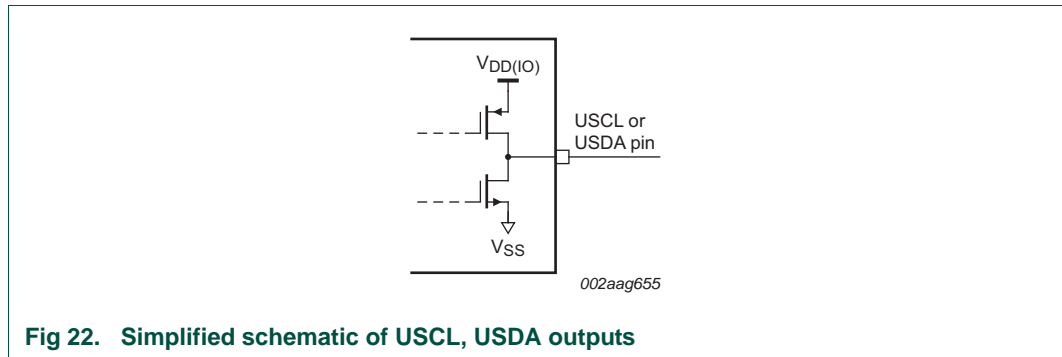 VDD(IO)
USCL or
USDA pin
VSS
002aag655
Fig 22. Simplified schematic of USCL, USDA outputs